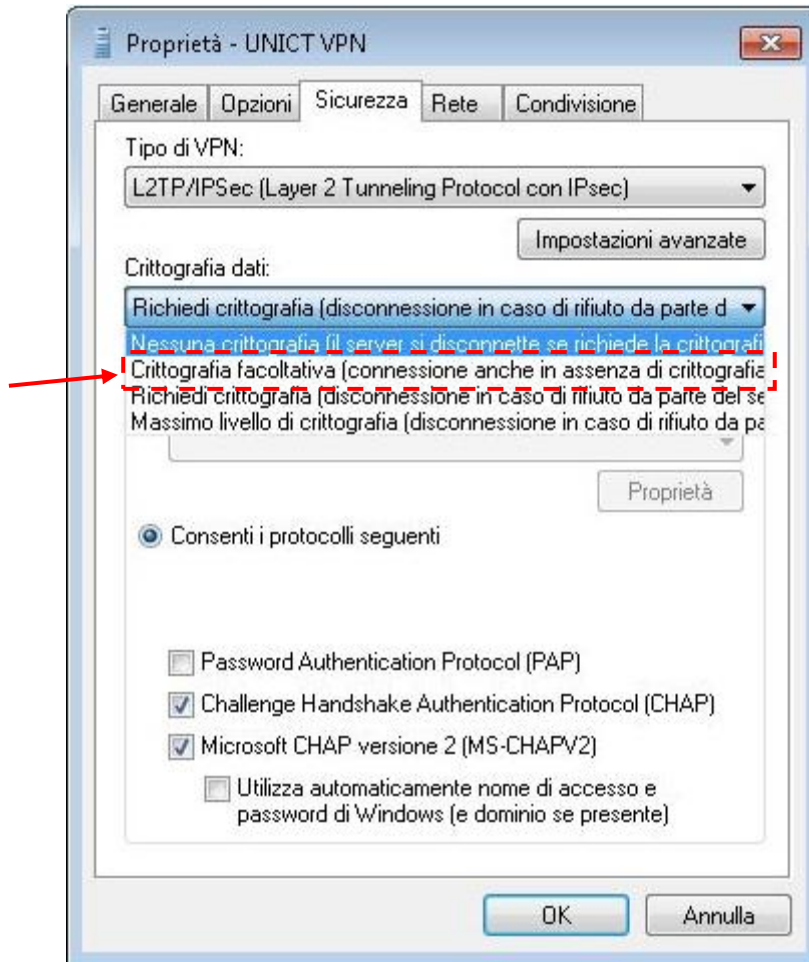 Proprietà - UNICT VPN
Generale Opzioni Sicurezza Rete Condivisione
Tipo di VPN:
L2TP/IPSec (Layer 2 Tunneling Protocol con IPsec)
Impostazioni avanzate
Crittografia dati:
Richiedi crittografia (disconnessione in caso di rifiuto da parte d
Nessuna crittografia (il server si disconnette se richiede la crittografi
Crittografia facoltativa (connessione anche in assenza di crittografia
Richiedi crittografia (disconnessione in caso di rifiuto da parte del se
Massimo livello di crittografia (disconnessione in caso di rifiuto da pa
Proprietà
Consenti i protocolli seguenti
Password Authentication Protocol (PAP)
Challenge Handshake Authentication Protocol (CHAP)
Microsoft CHAP versione 2 (MS-CHAPV2)
Utilizza automaticamente nome di accesso e
password di Windows (e dominio se presente)
OK Annulla